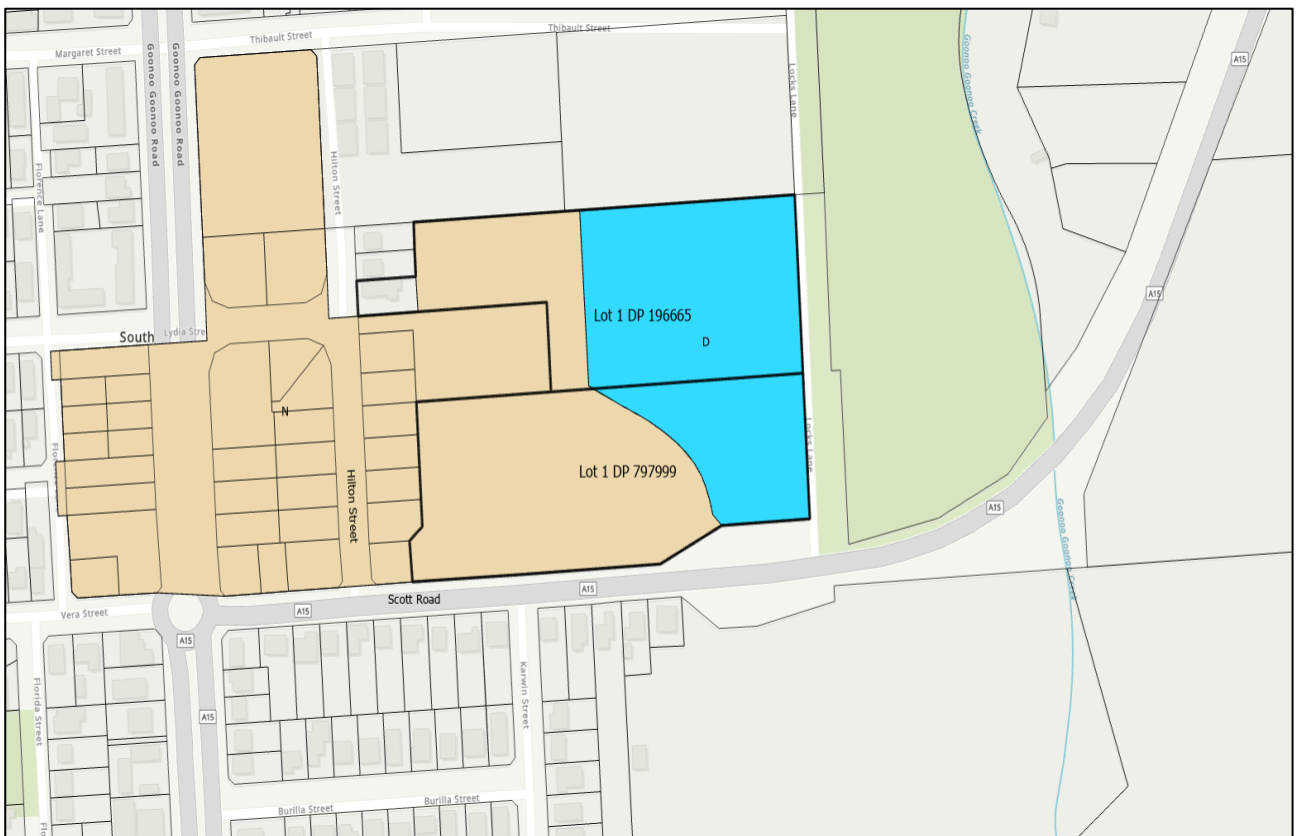 Thibault Street
Thibault Street
Margaret Street
Goonoo Goonoo Road
Goonoo Goonoo Road
Locks Lane
Goonoo Goonoo Creek
A15
Florence Lane
Hilton Street
A15
Lot 1 DP 196665
South
Lydia Stre
D
N
Locks Lane
Lot 1 DP 797999
Hilton Street
A15
Goonoo Goonoo Creek
A15
Scott Road
A15
Vera Street
A15
Karwin Street
Florida Street
A15
Burilla Street
Burilla Street